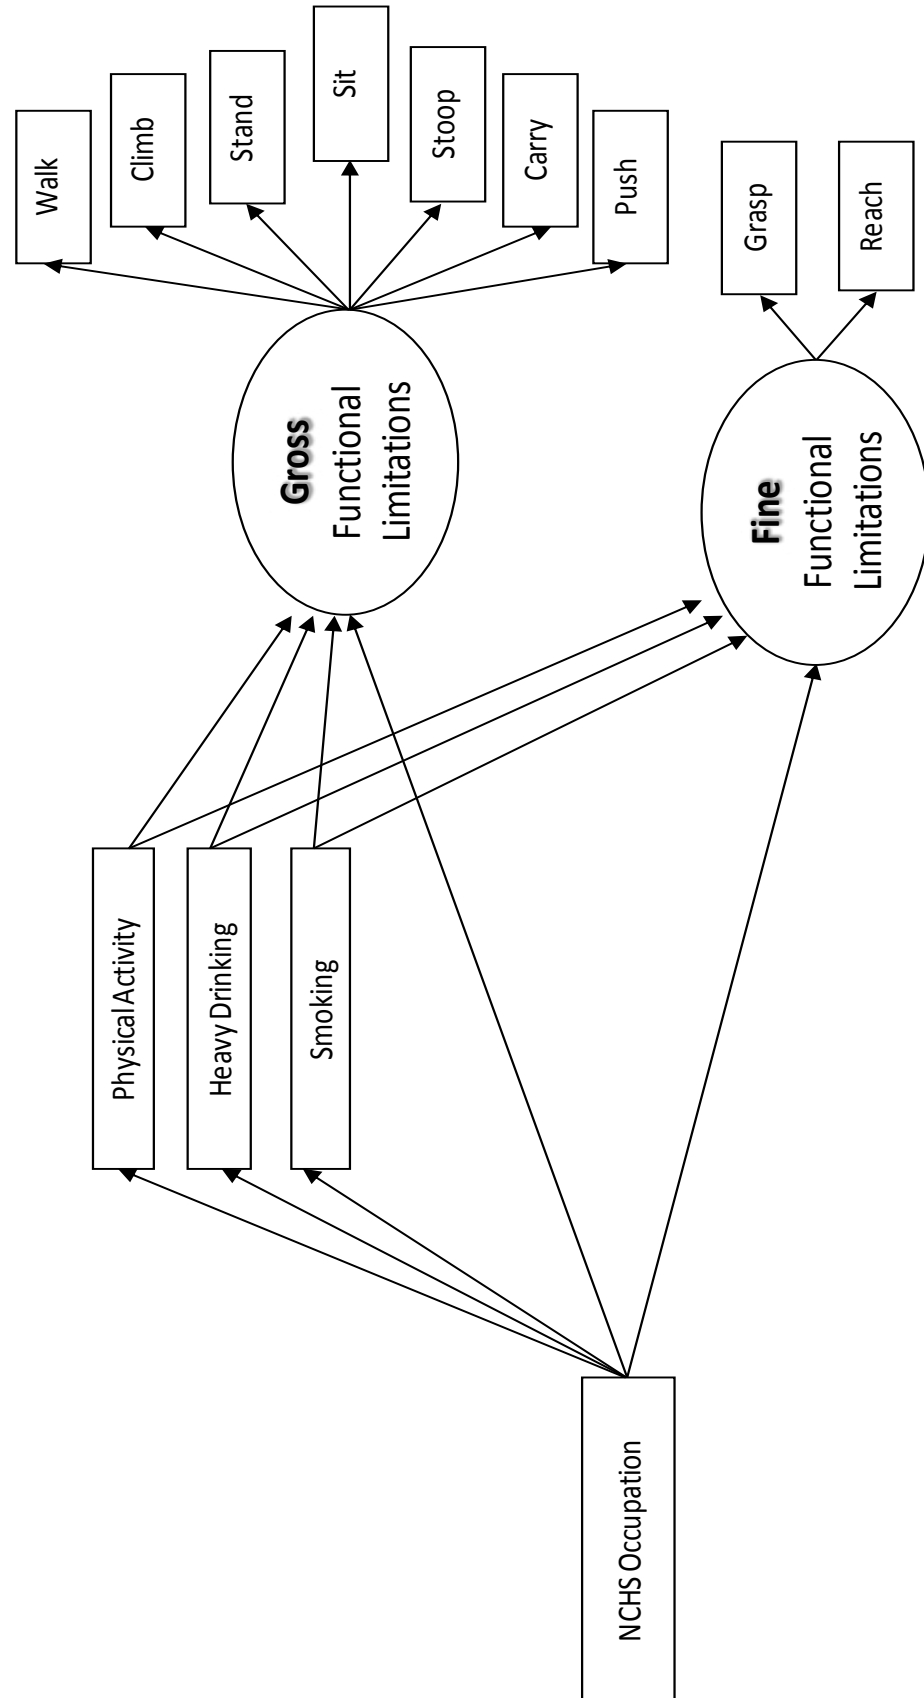 Walk
Climb
Stand
Sit
Stoop
Carry
Push
Grasp
Reach
Gross
Functional
Limitations
Fine
Functional
Limitations
Physical Activity
Heavy Drinking
Smoking
NCHS Occupation